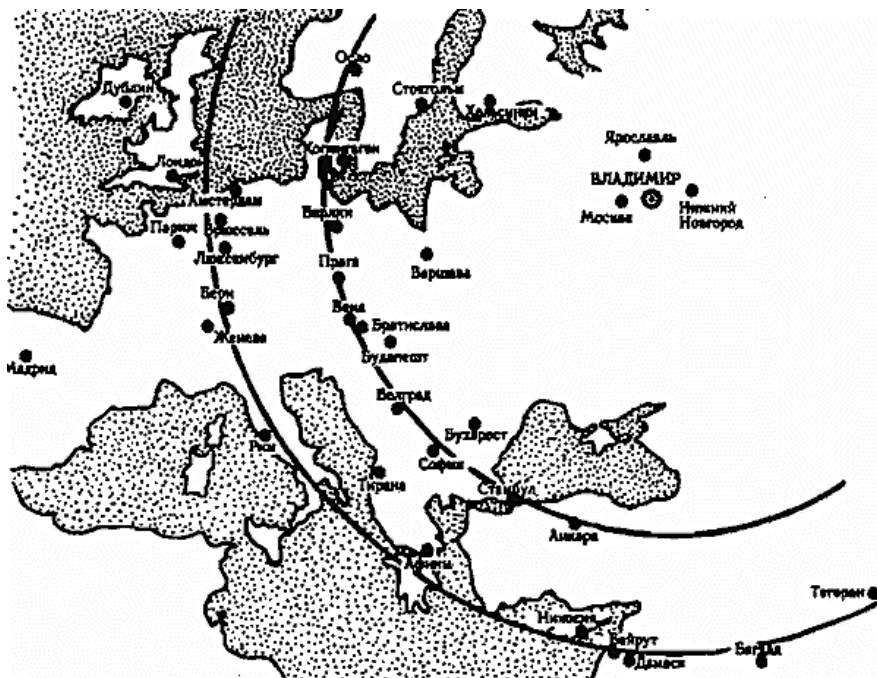 Осло
Стокгольм
Хельсинки
Дублин
Ярославль
Копенгаген
Лондон
ВЛАДИМИР
Москва
Нижний
Новгород
Амстердам
Берлин
Париж
Брюссель
Люксембург
Варшава
Прага
Берн
Вена
Братислава
Женева
Будапешт
Мадрид
Белград
Бухарест
Рим
София
Тирана
Стамбул
Анкара
Афины
Тегеран
Никосия
Бейрут
Дамаск
Багдад